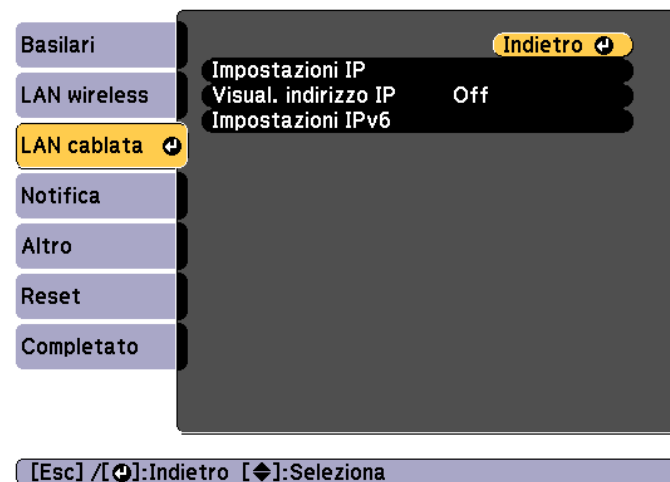 Basilari
LAN wireless
LAN cablata
Notifica
Altro
Reset
Completato
Indietro
Impostazioni IP
Visual. indirizzo IP Off
Impostazioni IPv6
[Esc] /[ ]:Indietro [ ]:Seleziona